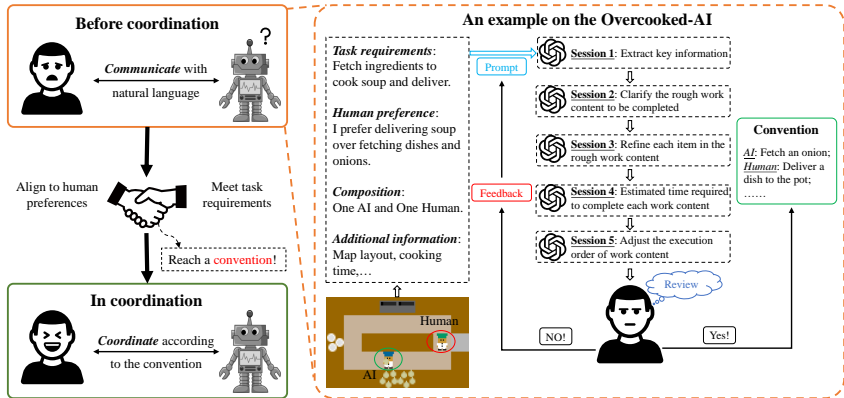 Before coordination
?
Communicate with
natural language
Align to human
preferences
Meet task
requirements
Reach a convention!
In coordination
Coordinate according
to the convention
An example on the Overcooked-AI
Task requirements:
Fetch ingredients to
cook soup and deliver.
Human preference:
I prefer delivering soup
over fetching dishes and
onions.
Composition:
One AI and One Human.
Additional information:
Map layout, cooking
time,…
Human
AI
Prompt
Feedback
Session 1: Extract key information
Session 2: Clarify the rough work
content to be completed
Session 3: Refine each item in the
rough work content
Session 4: Estimated time required
to complete each work content
Session 5: Adjust the execution
order of work content
Review
NO!
Yes!
Convention
AI: Fetch an onion;
Human: Deliver a
dish to the pot;
……